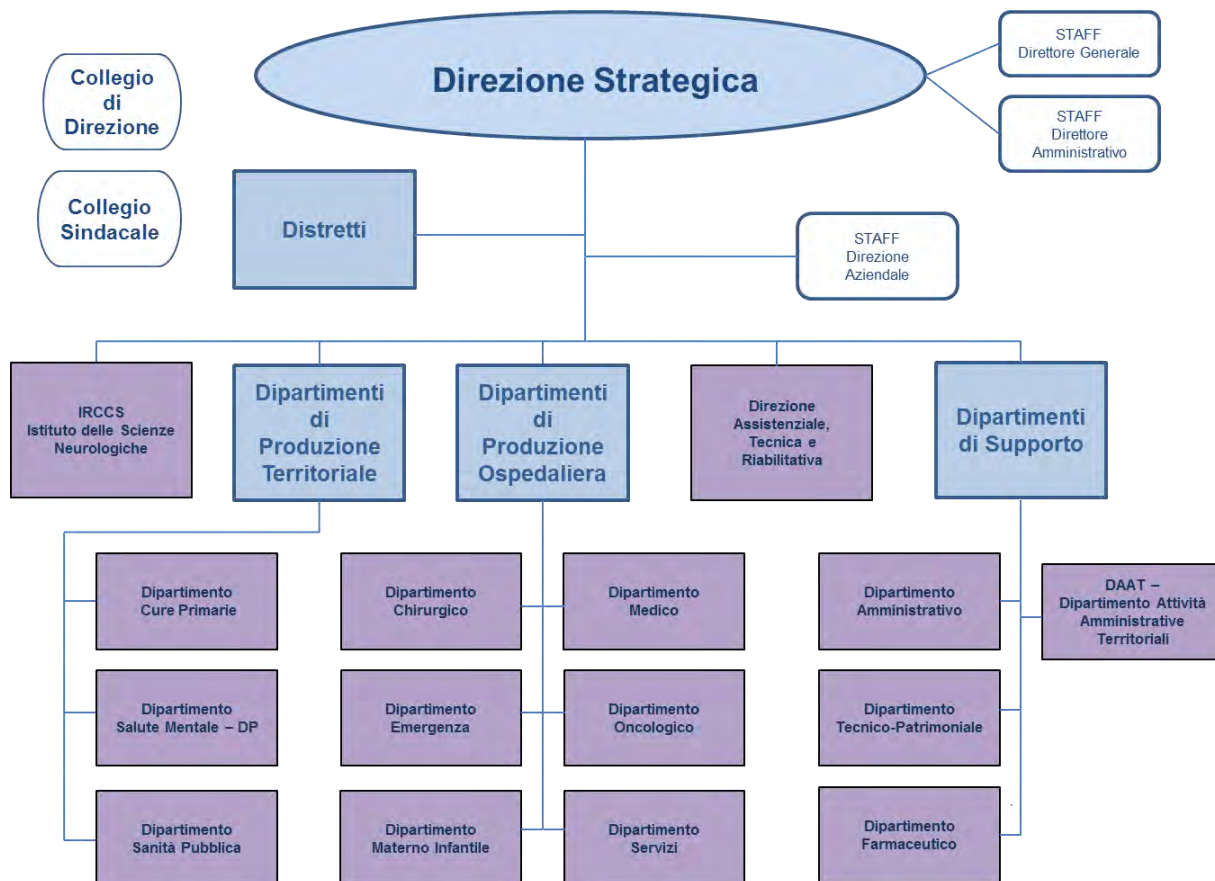 Collegio
di
Direzione
Direzione Strategica
STAFF
Direttore Generale
STAFF
Direttore
Amministrativo
Collegio
Sindacale
Distretti
STAFF
Direzione
Aziendale
IRCCS
Istituto delle Scienze
Neurologiche
Dipartimenti
di
Produzione
Territoriale
Dipartimenti
di
Produzione
Ospedaliera
Direzione
Assistenziale,
Tecnica e
Riabilitativa
Dipartimenti
di Supporto
Dipartimento
Cure Primarie
Dipartimento
Chirurgico
Dipartimento
Medico
Dipartimento
Amministrativo
DAAT –
Dipartimento Attività
Amministrative
Territoriali
Dipartimento
Salute Mentale – DP
Dipartimento
Emergenza
Dipartimento
Oncologico
Dipartimento
Tecnico-Patrimoniale
Dipartimento
Sanità Pubblica
Dipartimento
Materno Infantile
Dipartimento
Servizi
Dipartimento
Farmaceutico